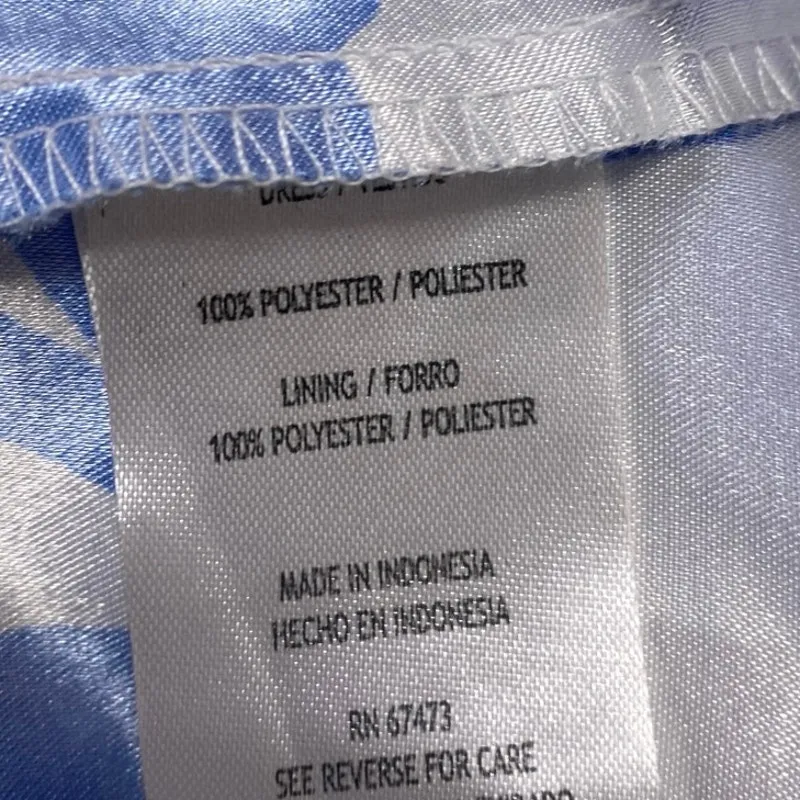 100% POLYESTER / POLIESTER
LINING / FORRO
100% POLYESTER / POLIESTER
MADE IN INDONESIA
HECHO EN INDONESIA
RN 67473
SEE REVERSE FOR CARE